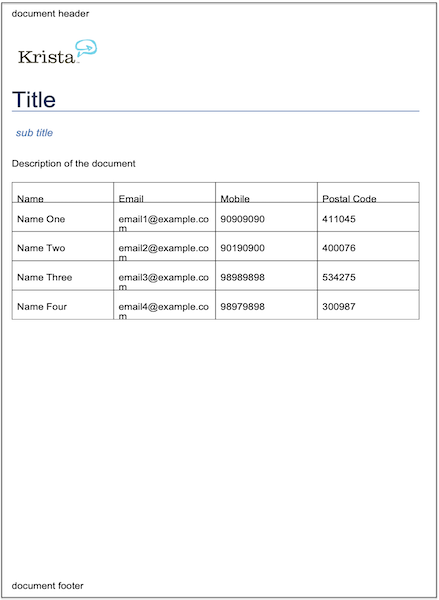 document header
Krista
Title
sub title
Description of the document
Name Email Mobile Postal Code
Name One email1@example.co 90909090 411045
m
Name Two email2@example.co 90190900 400076
m
Name Three email3@example.co 98989898 534275
m
Name Four email4@example.co 98979898 300987
m
document footer